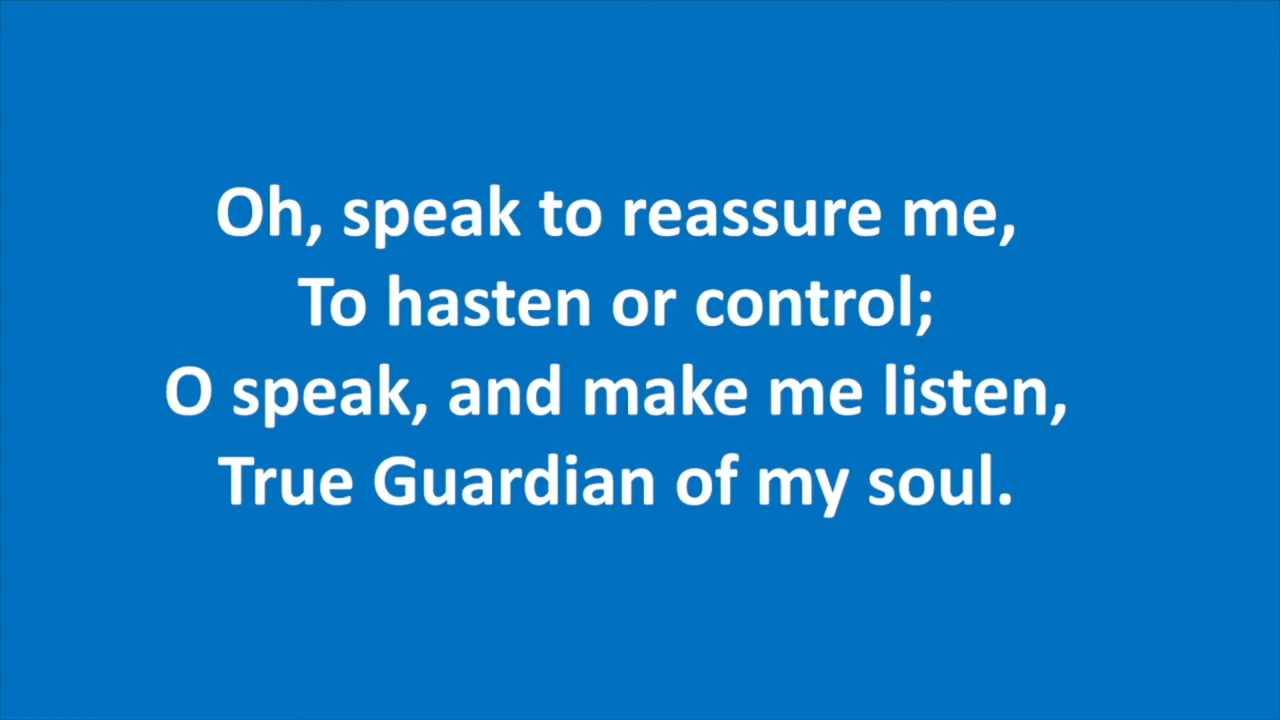 Oh, speak to reassure me,
To hasten or control;
O speak, and make me listen,
True Guardian of my soul.